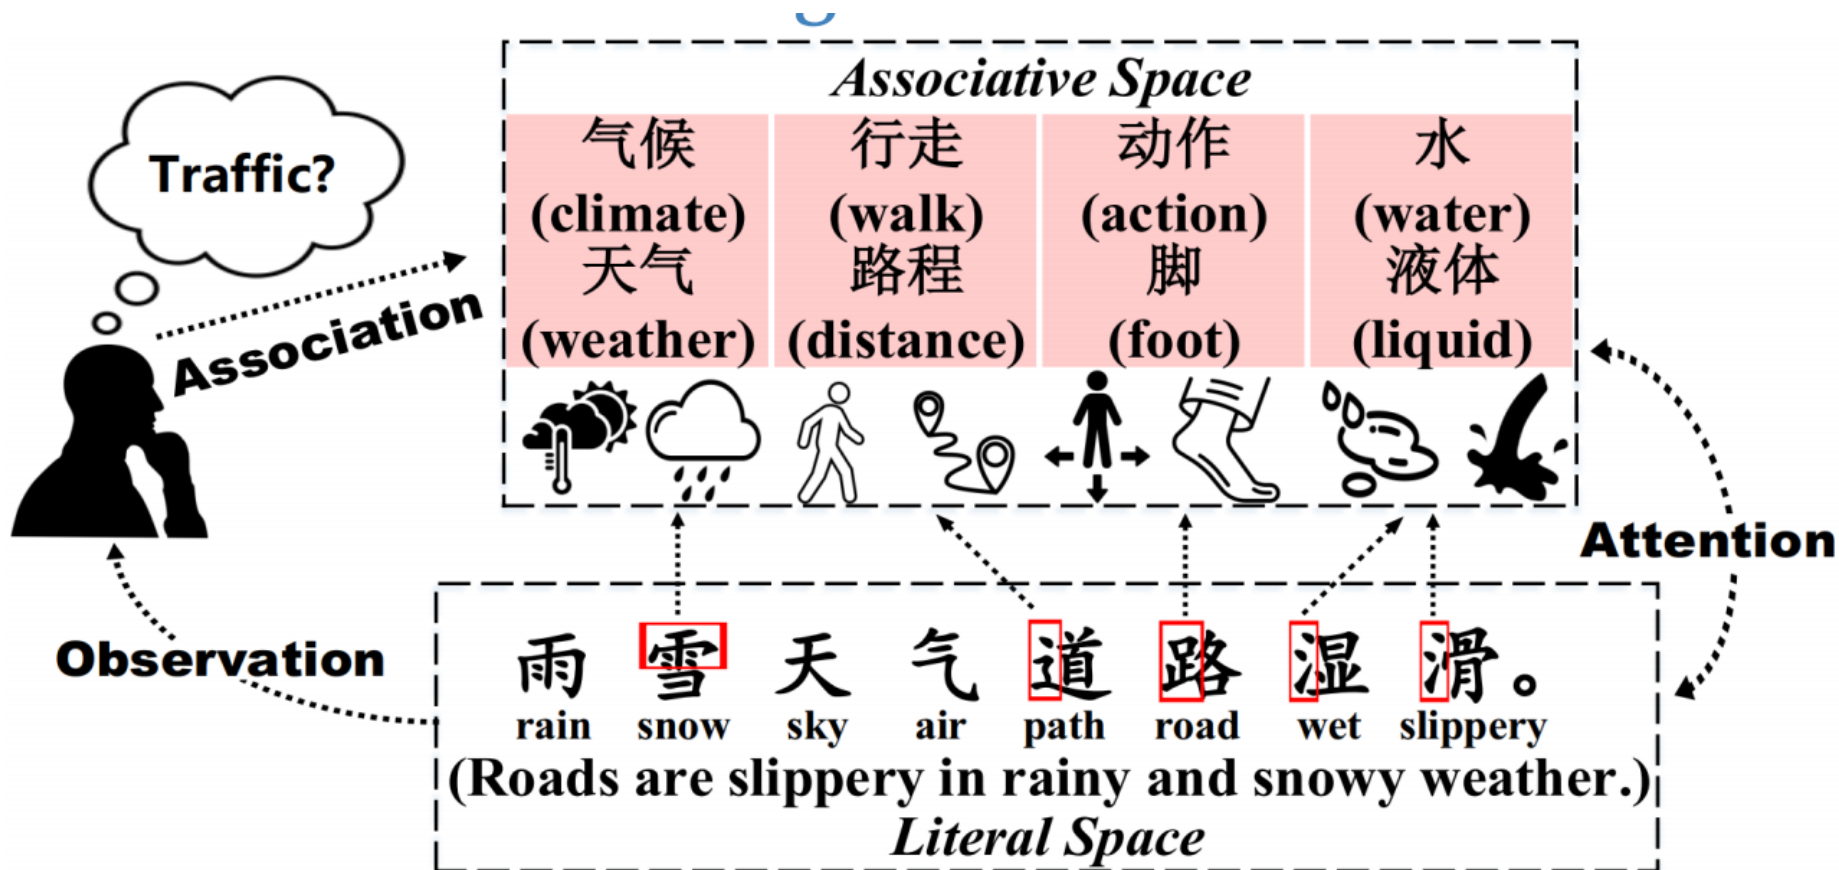 Associative Space
气候 行走 动作 水
(climate) (walk) (action) (water)
天气 路程 脚 液体
(weather) (distance) (foot) (liquid)
Traffic?
Association
Attention
Observation
雨 雪 天 气 道 路 湿 滑。
rain snow sky air path road wet slippery
(Roads are slippery in rainy and snowy weather.)
Literal Space